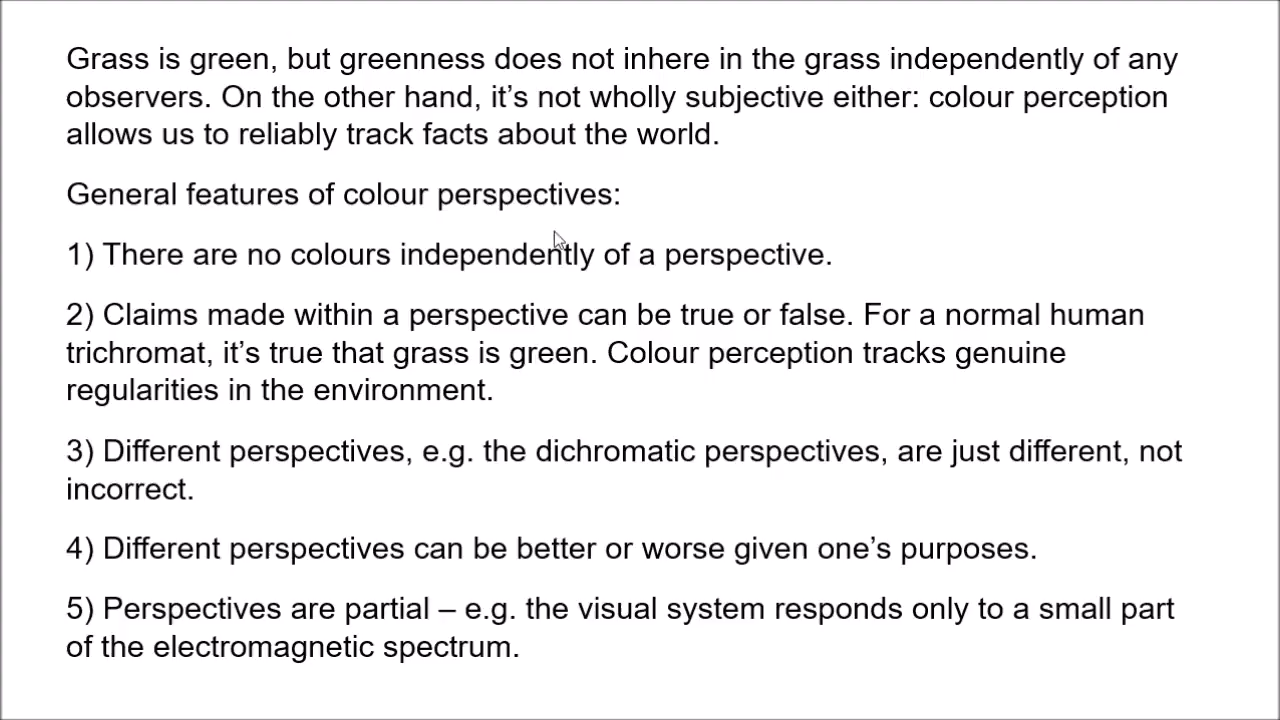 Grass is green, but greenness does not inhere in the grass independently of any
observers. On the other hand, it’s not wholly subjective either: colour perception
allows us to reliably track facts about the world.
General features of colour perspectives:
1) There are no colours independently of a perspective.
2) Claims made within a perspective can be true or false. For a normal human
trichromat, it’s true that grass is green. Colour perception tracks genuine
regularities in the environment.
3) Different perspectives, e.g. the dichromatic perspectives, are just different, not
incorrect.
4) Different perspectives can be better or worse given one’s purposes.
5) Perspectives are partial – e.g. the visual system responds only to a small part
of the electromagnetic spectrum.